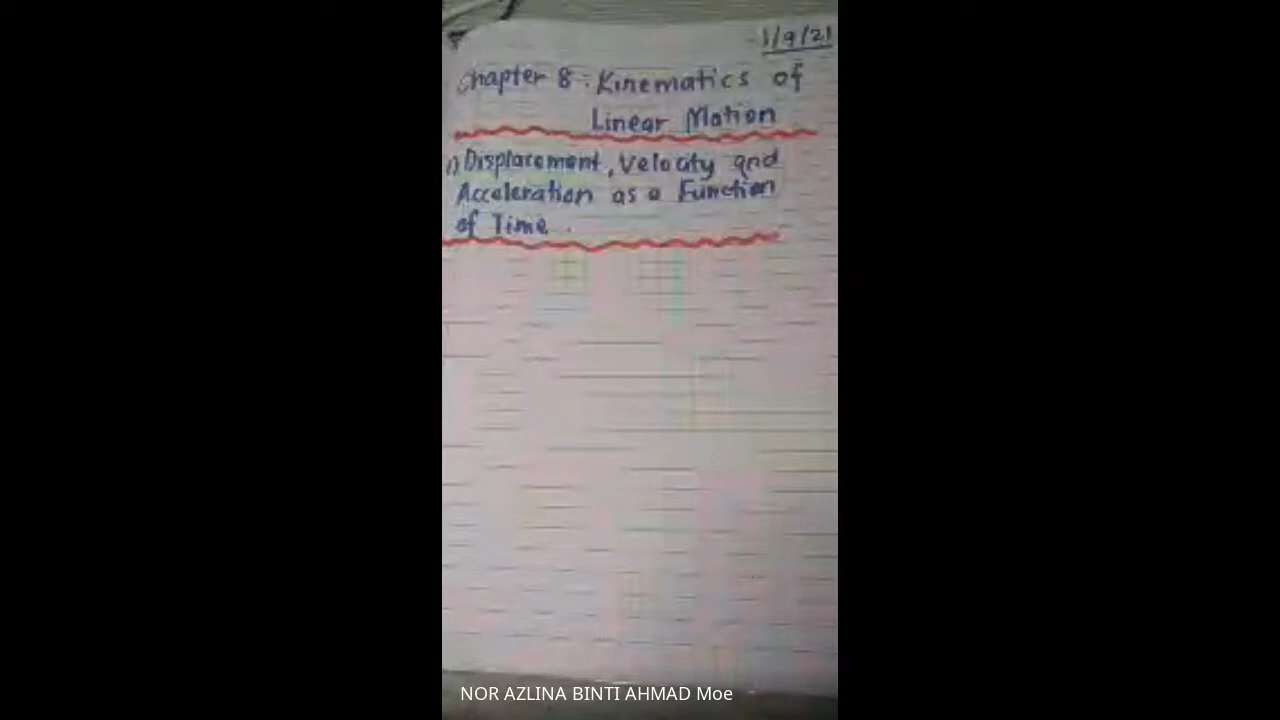 1/9/21
Chapter 8: Kinematics of
Linear Motion
1) Displacement, Velocity and
Acceleration as a Function
of Time.
NOR AZLINA BINTI AHMAD Moe